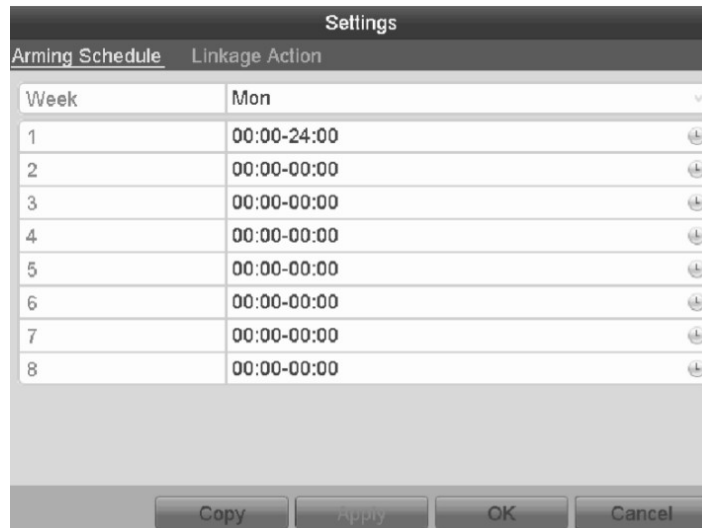 Settings
Arming Schedule Linkage Action
Week Mon
1 00:00-24:00
2 00:00-00:00
3 00:00-00:00
4 00:00-00:00
5 00:00-00:00
6 00:00-00:00
7 00:00-00:00
8 00:00-00:00
Copy Apply OK Cancel